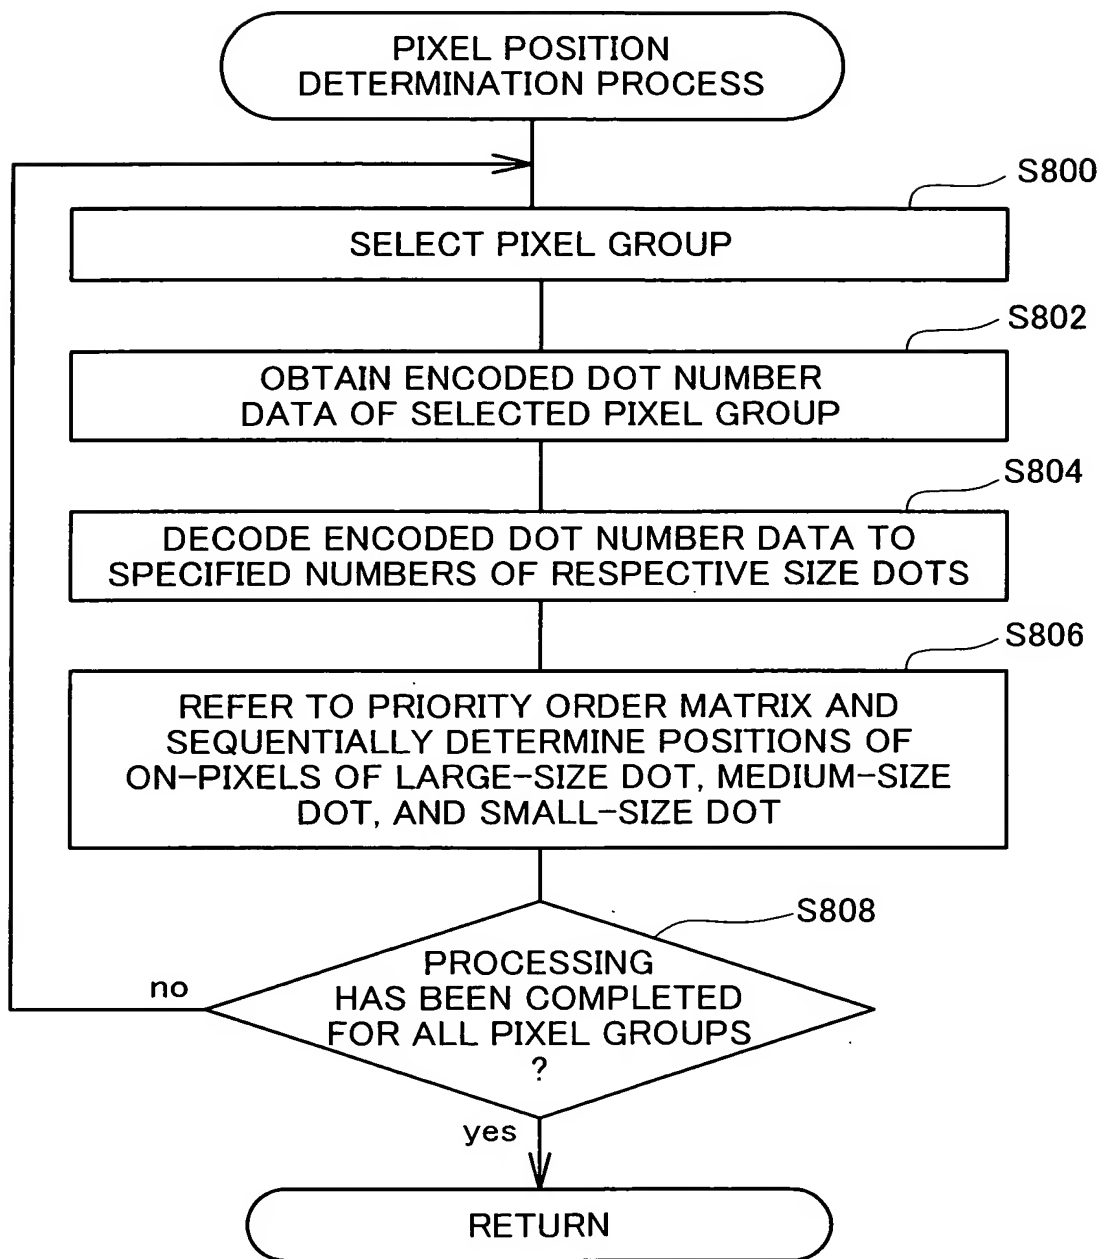 PIXEL POSITION
DETERMINATION PROCESS
S800
SELECT PIXEL GROUP
S802
OBTAIN ENCODED DOT NUMBER
DATA OF SELECTED PIXEL GROUP
S804
DECODE ENCODED DOT NUMBER DATA TO
SPECIFIED NUMBERS OF RESPECTIVE SIZE DOTS
S806
REFER TO PRIORITY ORDER MATRIX AND
SEQUENTIALLY DETERMINE POSITIONS OF
ON-PIXELS OF LARGE-SIZE DOT, MEDIUM-SIZE
DOT, AND SMALL-SIZE DOT
S808
PROCESSING
HAS BEEN COMPLETED
FOR ALL PIXEL GROUPS
?
no
yes
RETURN